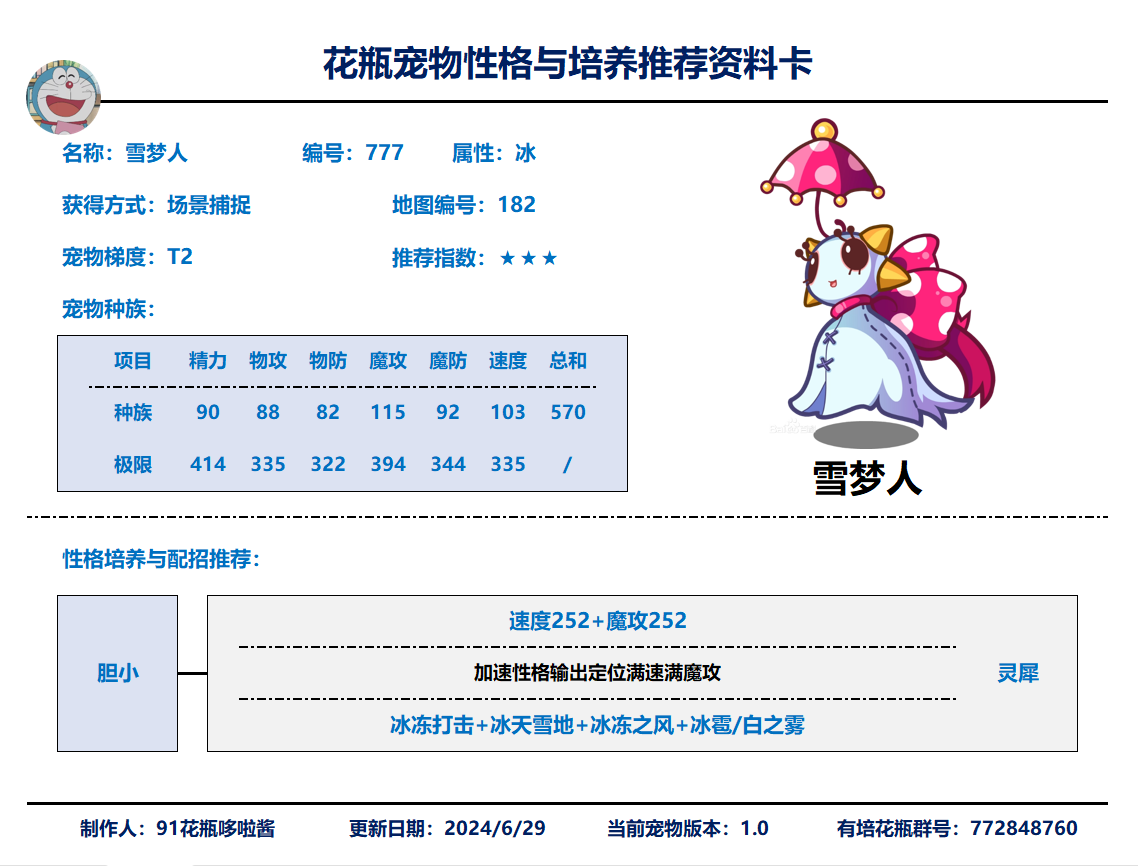 花瓶宠物性格与培养推荐资料卡
名称：雪梦人 编号：777 属性：冰
获得方式：场景捕捉 地图编号：182
宠物梯度：T2 推荐指数：★★★
宠物种族：
项目 精力 物攻 物防 魔攻 魔防 速度 总和
种族 90 88 82 115 92 103 570
极限 414 335 322 394 344 335 /
雪梦人
性格培养与配招推荐：
速度252+魔攻252
胆小 加速性格输出定位满速满魔攻 灵犀
冰冻打击+冰天雪地+冰冻之风+冰雹/白之雾
制作人：91花瓶哆啦酱 更新日期：2024/6/29 当前宠物版本：1.0 有培花瓶群号：772848760